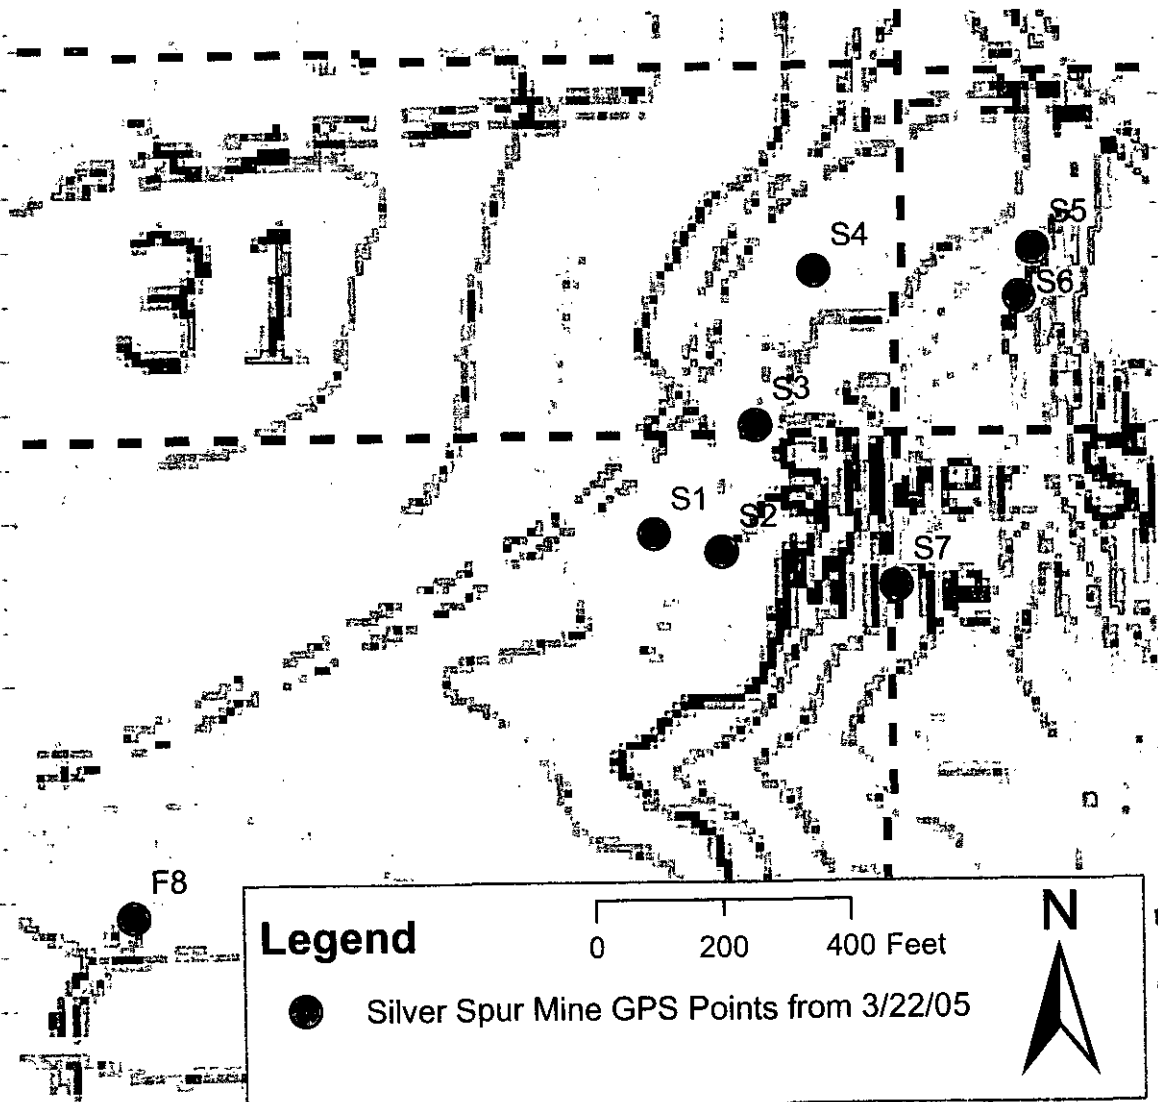 S5
S4
S6
31
S3
S1
S2
S7
F8
N
Legend
0 200 400 Feet
Silver Spur Mine GPS Points from 3/22/05